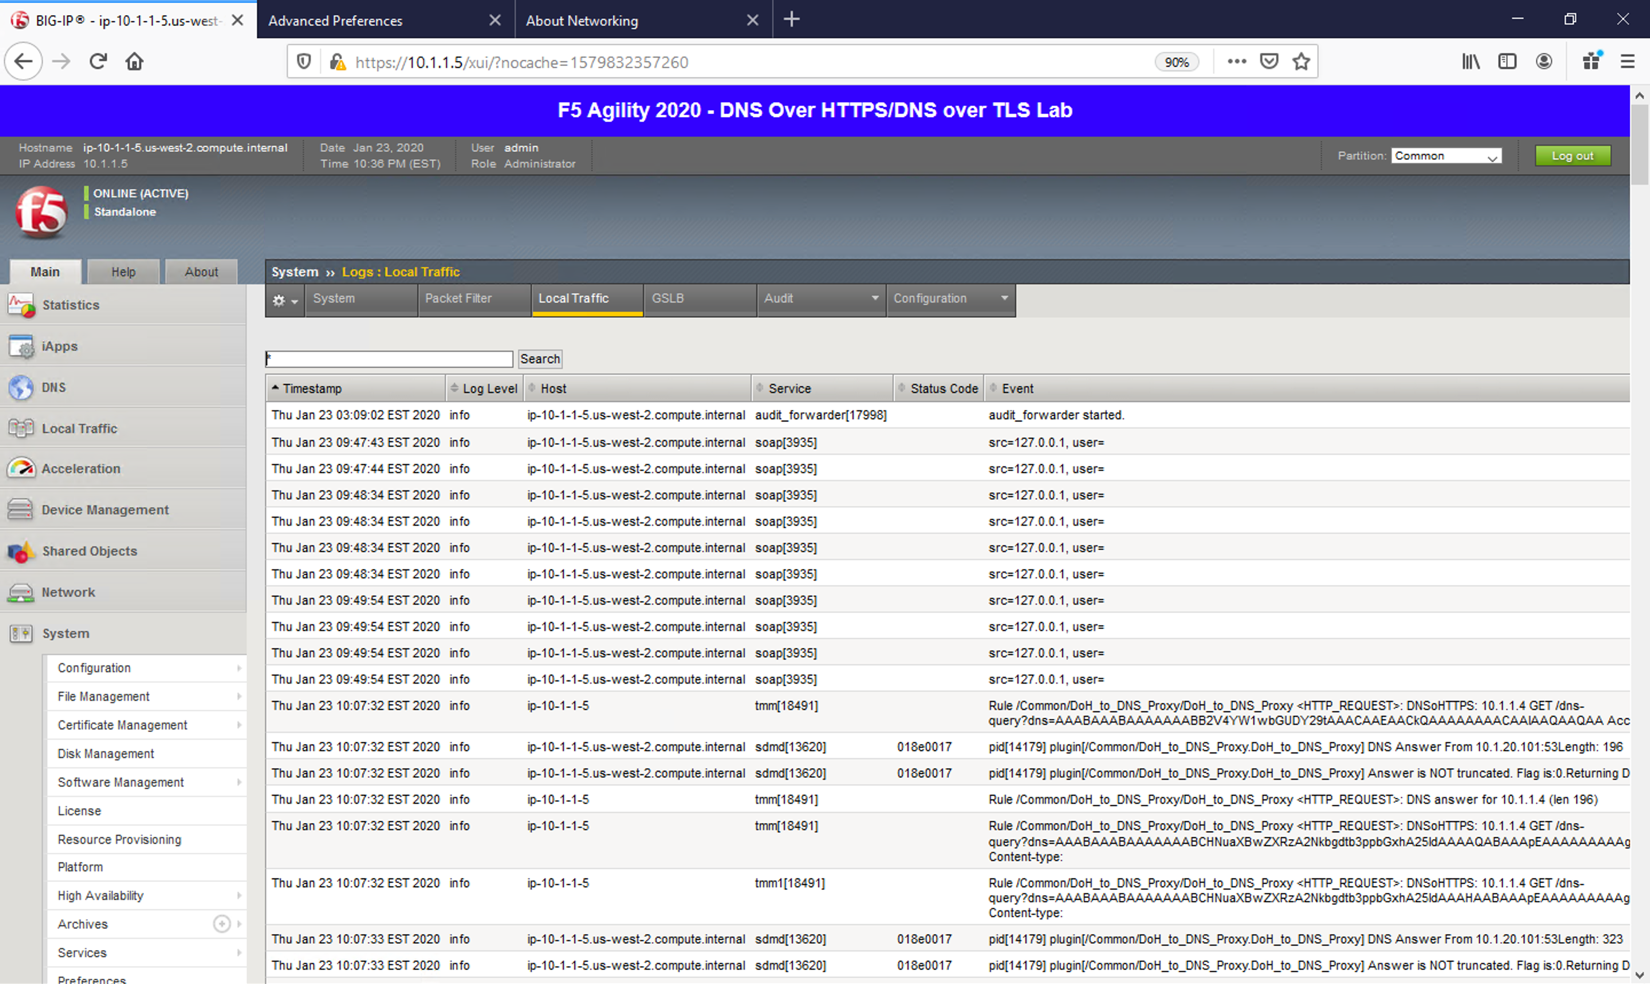 BIG-IP® - ip-10-1-1-5.us-west-
Advanced Preferences
About Networking
https://10.1.1.5/xui/?nocache=1579832357260
90%
F5 Agility 2020 - DNS Over HTTPS/DNS over TLS Lab
Hostname ip-10-1-1-5.us-west-2.compute.internal Date Jan 23, 2020 User admin
IP Address 10.1.1.5 Time 10:36 PM (EST) Role Administrator
Partition: Common Log out
f5
ONLINE (ACTIVE)
Standalone
Main Help About
System » Logs : Local Traffic
System Packet Filter Local Traffic GSLB Audit Configuration
Statistics
iApps
DNS
Local Traffic
Acceleration
Device Management
Shared Objects
Network
System
Configuration
File Management
Certificate Management
Disk Management
Software Management
License
Resource Provisioning
Platform
High Availability
Archives
Services
Preferences
* Search
Timestamp Log Level Host Service Status Code Event
Thu Jan 23 03:09:02 EST 2020 info ip-10-1-1-5.us-west-2.compute.internal audit_forwarder[17998] audit_forwarder started.
Thu Jan 23 09:47:43 EST 2020 info ip-10-1-1-5.us-west-2.compute.internal soap[3935] src=127.0.0.1, user=
Thu Jan 23 09:47:44 EST 2020 info ip-10-1-1-5.us-west-2.compute.internal soap[3935] src=127.0.0.1, user=
Thu Jan 23 09:48:34 EST 2020 info ip-10-1-1-5.us-west-2.compute.internal soap[3935] src=127.0.0.1, user=
Thu Jan 23 09:48:34 EST 2020 info ip-10-1-1-5.us-west-2.compute.internal soap[3935] src=127.0.0.1, user=
Thu Jan 23 09:48:34 EST 2020 info ip-10-1-1-5.us-west-2.compute.internal soap[3935] src=127.0.0.1, user=
Thu Jan 23 09:48:34 EST 2020 info ip-10-1-1-5.us-west-2.compute.internal soap[3935] src=127.0.0.1, user=
Thu Jan 23 09:49:54 EST 2020 info ip-10-1-1-5.us-west-2.compute.internal soap[3935] src=127.0.0.1, user=
Thu Jan 23 09:49:54 EST 2020 info ip-10-1-1-5.us-west-2.compute.internal soap[3935] src=127.0.0.1, user=
Thu Jan 23 09:49:54 EST 2020 info ip-10-1-1-5.us-west-2.compute.internal soap[3935] src=127.0.0.1, user=
Thu Jan 23 09:49:54 EST 2020 info ip-10-1-1-5.us-west-2.compute.internal soap[3935] src=127.0.0.1, user=
Thu Jan 23 10:07:32 EST 2020 info ip-10-1-1-5 tmm[18491] Rule /Common/DoH_to_DNS_Proxy/DoH_to_DNS_Proxy <HTTP_REQUEST>: DNSoHTTPS: 10.1.1.4 GET /dns-
query?dns=AAABAAABAAAAAAABB2V4YW1wbGUDY29tAAACAAEAACkQAAAAAAAACAAIAAQAAQAA Acc
Thu Jan 23 10:07:32 EST 2020 info ip-10-1-1-5.us-west-2.compute.internal sdmd[13620] 018e0017 pid[14179] plugin[/Common/DoH_to_DNS_Proxy.DoH_to_DNS_Proxy] DNS Answer From 10.1.20.101:53Length: 196
Thu Jan 23 10:07:32 EST 2020 info ip-10-1-1-5.us-west-2.compute.internal sdmd[13620] 018e0017 pid[14179] plugin[/Common/DoH_to_DNS_Proxy.DoH_to_DNS_Proxy] Answer is NOT truncated. Flag is:0.Returning D
Thu Jan 23 10:07:32 EST 2020 info ip-10-1-1-5 tmm[18491] Rule /Common/DoH_to_DNS_Proxy/DoH_to_DNS_Proxy <HTTP_REQUEST>: DNS answer for 10.1.1.4 (len 196)
Thu Jan 23 10:07:32 EST 2020 info ip-10-1-1-5 tmm[18491] Rule /Common/DoH_to_DNS_Proxy/DoH_to_DNS_Proxy <HTTP_REQUEST>: DNSoHTTPS: 10.1.1.4 GET /dns-
query?dns=AAABAAABAAAAAAABCHNuaXBwZXRzA2Nkbgdtb3ppbGxhA25ldAAAAQABAAApEAAAAAAAAAg
Content-type:
Thu Jan 23 10:07:32 EST 2020 info ip-10-1-1-5 tmm1[18491] Rule /Common/DoH_to_DNS_Proxy/DoH_to_DNS_Proxy <HTTP_REQUEST>: DNSoHTTPS: 10.1.1.4 GET /dns-
query?dns=AAABAAABAAAAAAABCHNuaXBwZXRzA2Nkbgdtb3ppbGxhA25ldAAAHAABAAApEAAAAAAAAAg
Content-type:
Thu Jan 23 10:07:33 EST 2020 info ip-10-1-1-5.us-west-2.compute.internal sdmd[13620] 018e0017 pid[14179] plugin[/Common/DoH_to_DNS_Proxy.DoH_to_DNS_Proxy] DNS Answer From 10.1.20.101:53Length: 323
Thu Jan 23 10:07:33 EST 2020 info ip-10-1-1-5.us-west-2.compute.internal sdmd[13620] 018e0017 pid[14179] plugin[/Common/DoH_to_DNS_Proxy.DoH_to_DNS_Proxy] Answer is NOT truncated. Flag is:0.Returning D